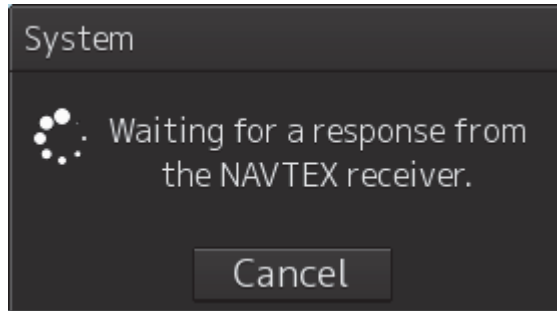 System
Waiting for a response from
the NAVTEX receiver.
Cancel